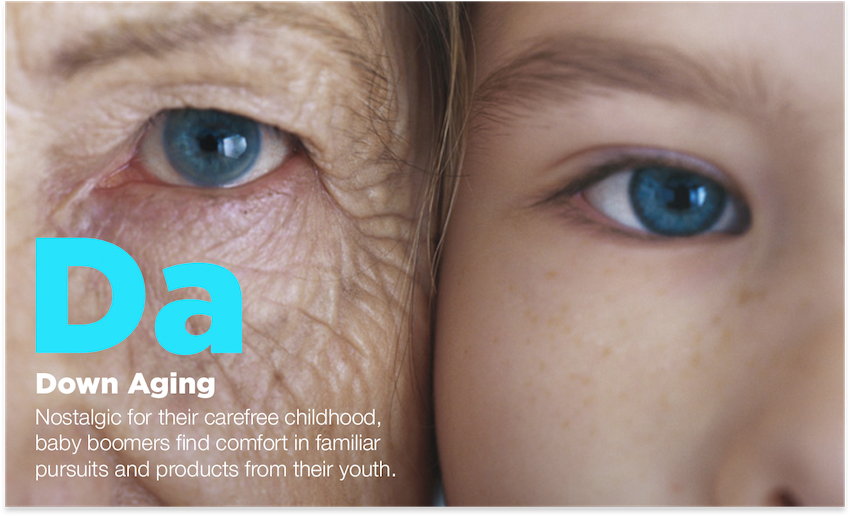 Da
Down Aging
Nostalgic for their carefree childhood,
baby boomers find comfort in familiar
pursuits and products from their youth.